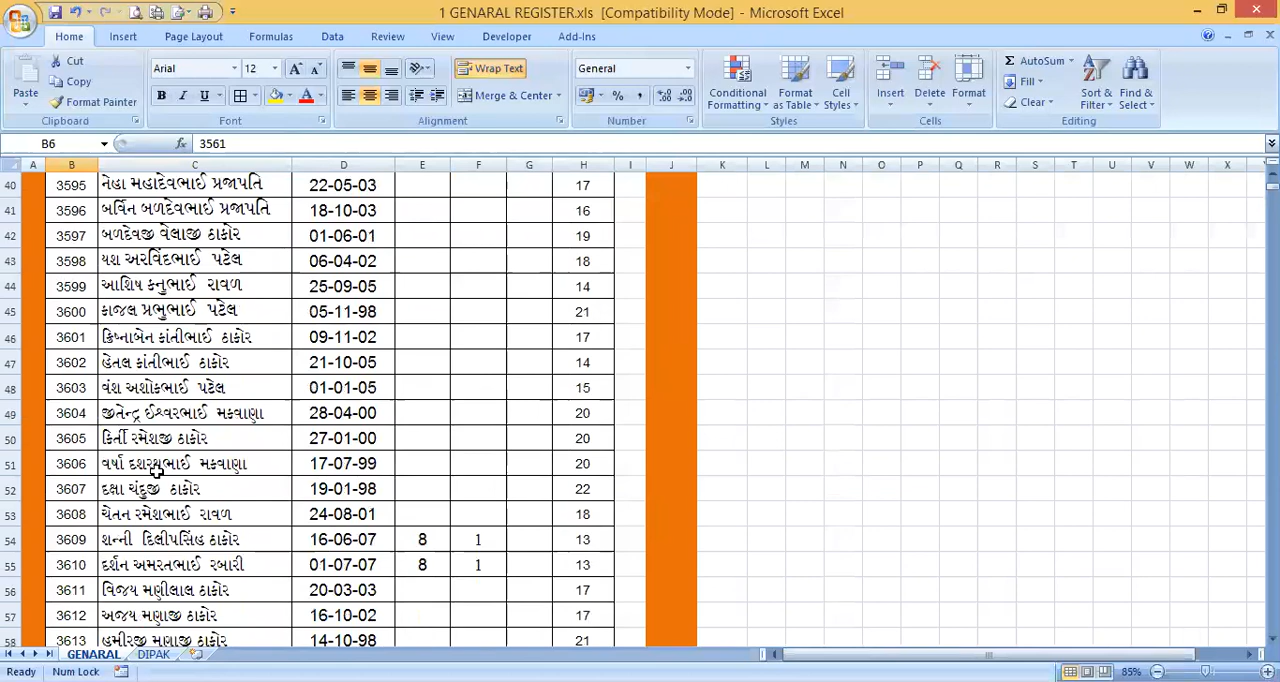 1 GENARAL REGISTER.xls [Compatibility Mode] - Microsoft Excel
Home Insert Page Layout Formulas Data Review View Developer Add-Ins
Paste Cut Copy Format Painter Clipboard
Arial 12 B I U Font
Wrap Text Merge & Center Alignment
General % , Number
Conditional Formatting Format as Table Cell Styles Styles
Insert Delete Format Cells
AutoSum Fill Clear Sort & Filter Find & Select Editing
B6 fx 3561
A B C D E F G H I J K L M N O P Q R S T U V W X
40 3595 નેહા મહાદેવભાઈ પ્રજાપતિ 22-05-03 17
41 3596 બર્વિન બળદેવભાઈ પ્રજાપતિ 18-10-03 16
42 3597 બળદેવજી વેલાજી ઠાકોર 01-06-01 19
43 3598 યશ અરવિંદભાઈ પટેલ 06-04-02 18
44 3599 આશિષ કનુભાઈ રાવળ 25-09-05 14
45 3600 કાજલ પ્રભુભાઈ પટેલ 05-11-98 21
46 3601 ક્રિષ્નાબેન કાંતીભાઈ ઠાકોર 09-11-02 17
47 3602 હેતલ કાંતીભાઈ ઠાકોર 21-10-05 14
48 3603 વંશ અશોકભાઈ પટેલ 01-01-05 15
49 3604 જીતેન્દ્ર ઈશ્વરભાઈ મકવાણા 28-04-00 20
50 3605 કિર્તી રમેશજી ઠાકોર 27-01-00 20
51 3606 વર્ષા દશરથભાઈ મકવાણા 17-07-99 20
52 3607 દક્ષા ચંદુજી ઠાકોર 19-01-98 22
53 3608 ચેતન રમેશભાઈ રાવળ 24-08-01 18
54 3609 શન્ની દિલીપસિંહ ઠાકોર 16-06-07 8 1 13
55 3610 દર્શન અમરતભાઈ રબારી 01-07-07 8 1 13
56 3611 વિજય મણીલાલ ઠાકોર 20-03-03 17
57 3612 અજય મણાજી ઠાકોર 16-10-02 17
58 3613 હમીરજી મણાજી ઠાકોર 14-10-98 21
GENARAL DIPAK
Ready Num Lock 85%